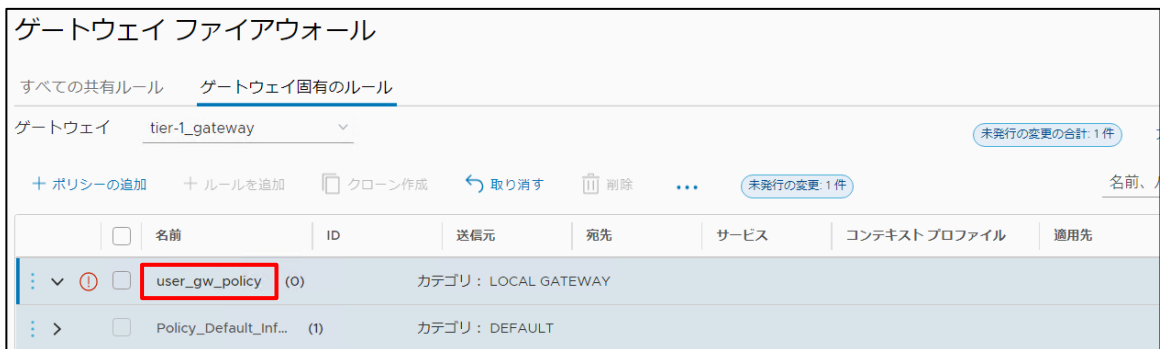 ゲートウェイ ファイアウォール
すべての共有ルール ゲートウェイ固有のルール
ゲートウェイ tier-1_gateway 未発行の変更の合計: 1 件
+ ポリシーの追加 + ルールを追加 クローン作成 取り消す 削除 ... 未発行の変更: 1 件 名前、
名前 ID 送信元 宛先 サービス コンテキスト プロファイル 適用先
user_gw_policy (0) カテゴリ : LOCAL GATEWAY
Policy_Default_Inf... (1) カテゴリ : DEFAULT